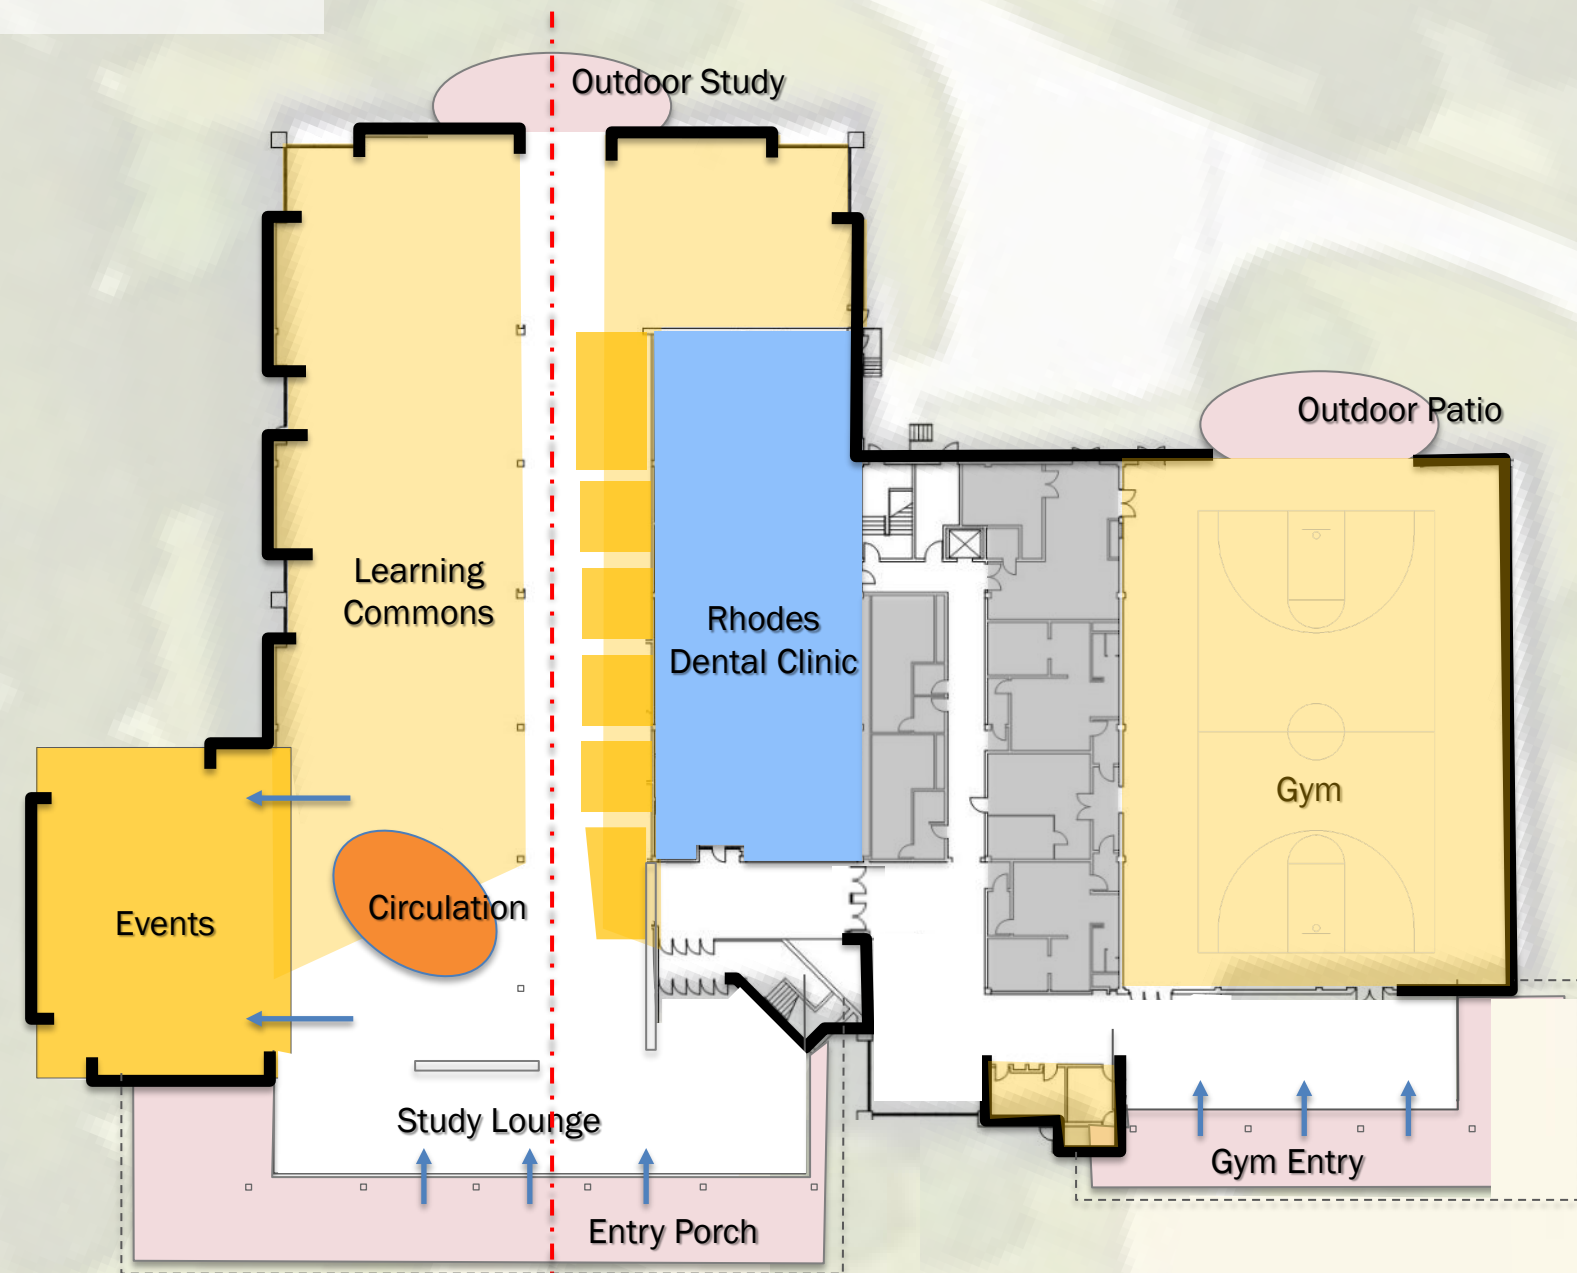 Outdoor Study
Outdoor Patio
Learning
Commons
Rhodes
Dental Clinic
Gym
Circulation
Events
Study Lounge
Gym Entry
Entry Porch